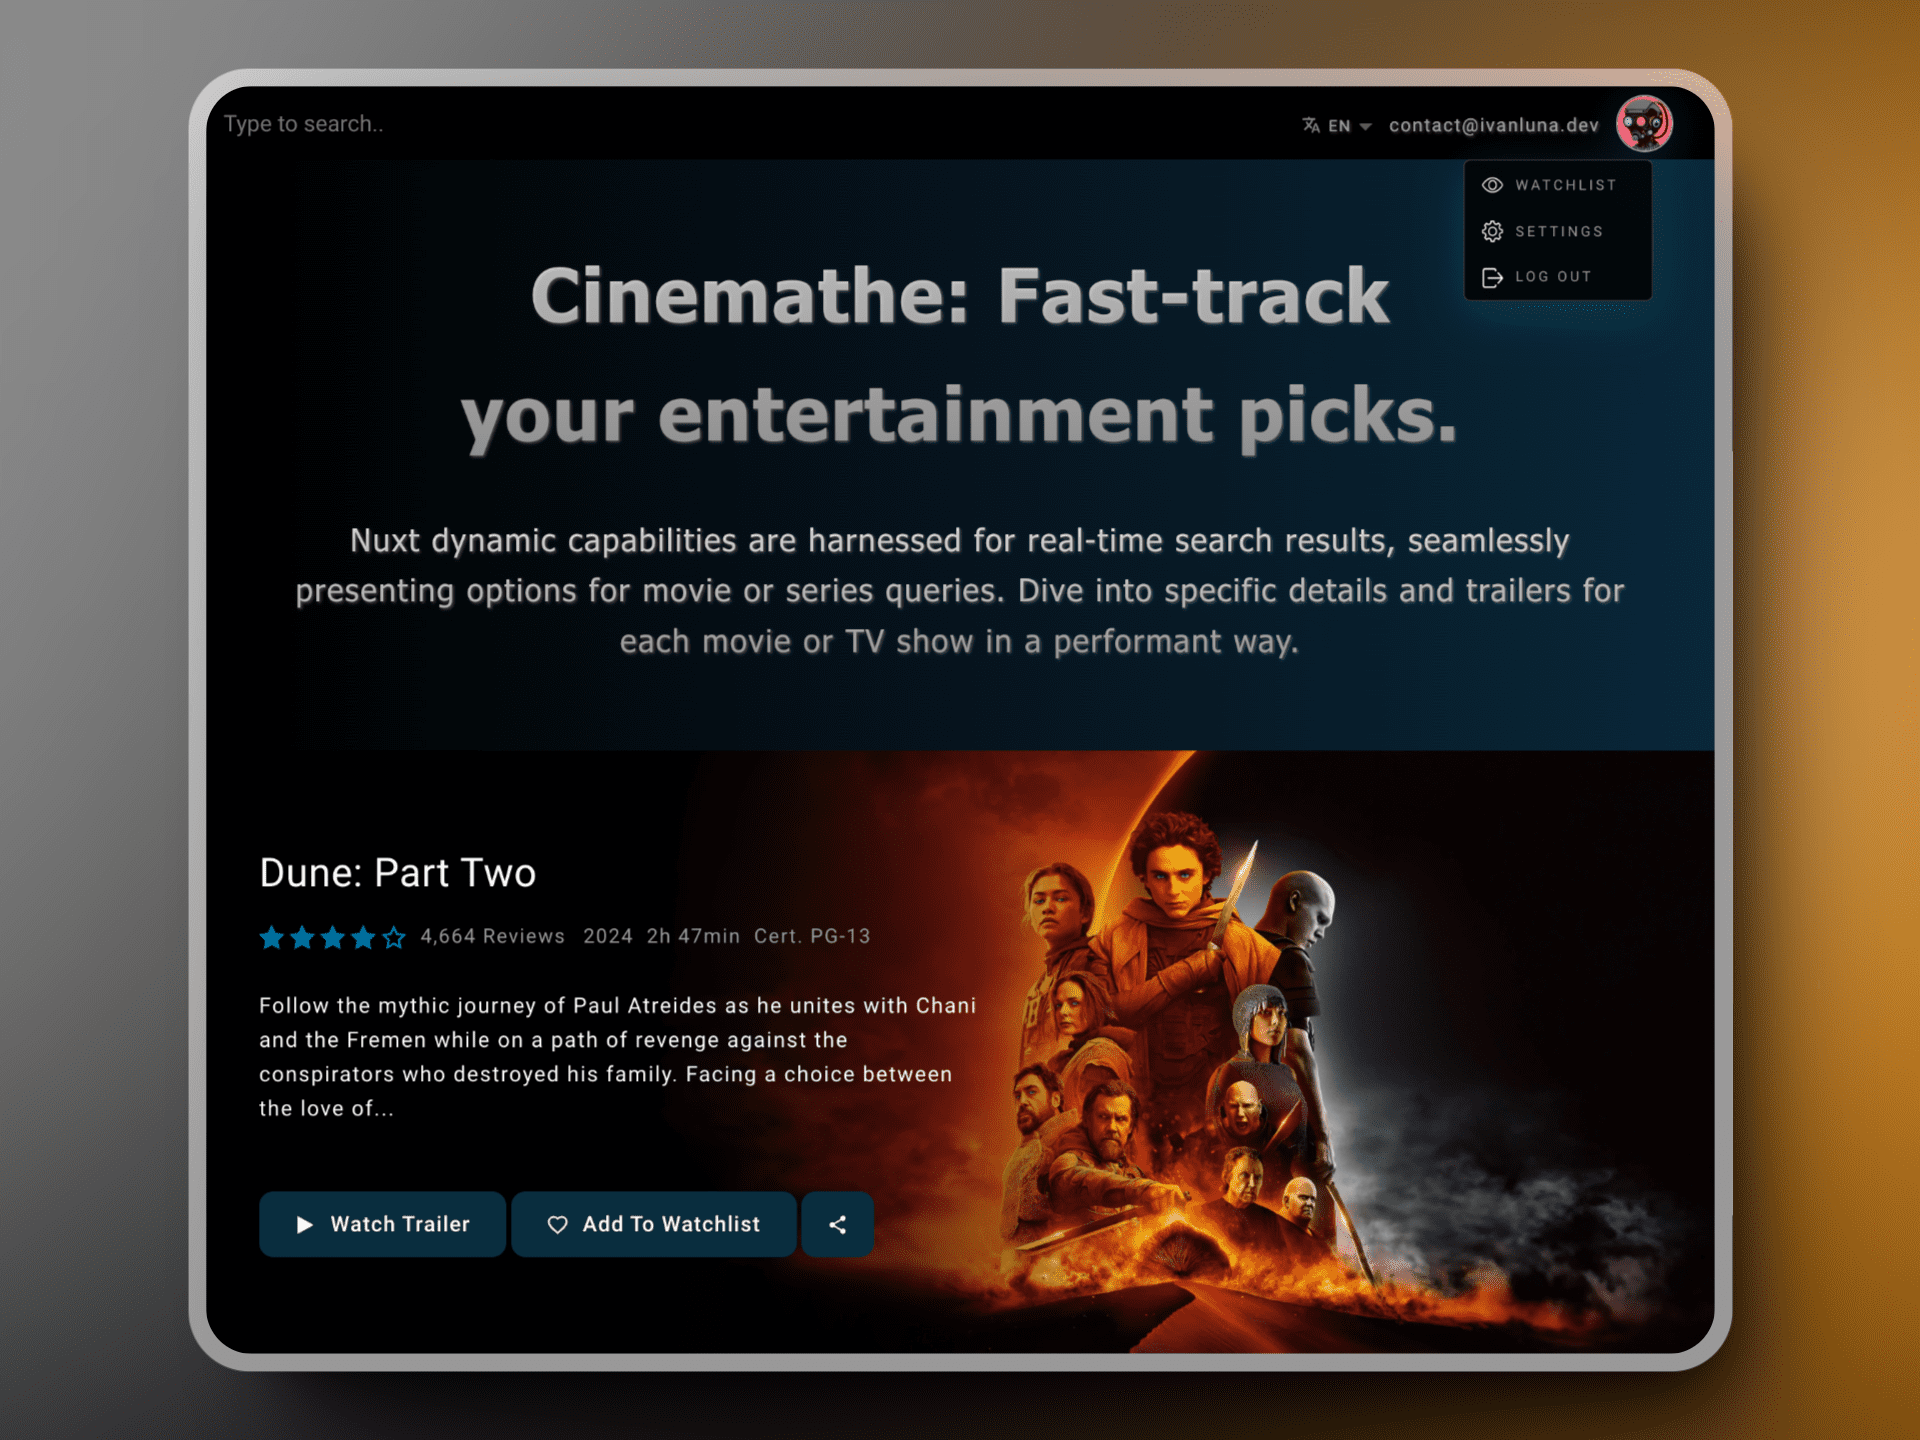 Type to search..
EN
contact@ivanluna.dev
WATCHLIST
SETTINGS
LOG OUT
Cinemathe: Fast-track
your entertainment picks.
Nuxt dynamic capabilities are harnessed for real-time search results, seamlessly
presenting options for movie or series queries. Dive into specific details and trailers for
each movie or TV show in a performant way.
Dune: Part Two
4,664 Reviews 2024 2h 47min Cert. PG-13
Follow the mythic journey of Paul Atreides as he unites with Chani
and the Fremen while on a path of revenge against the
conspirators who destroyed his family. Facing a choice between
the love of...
Watch Trailer
Add To Watchlist